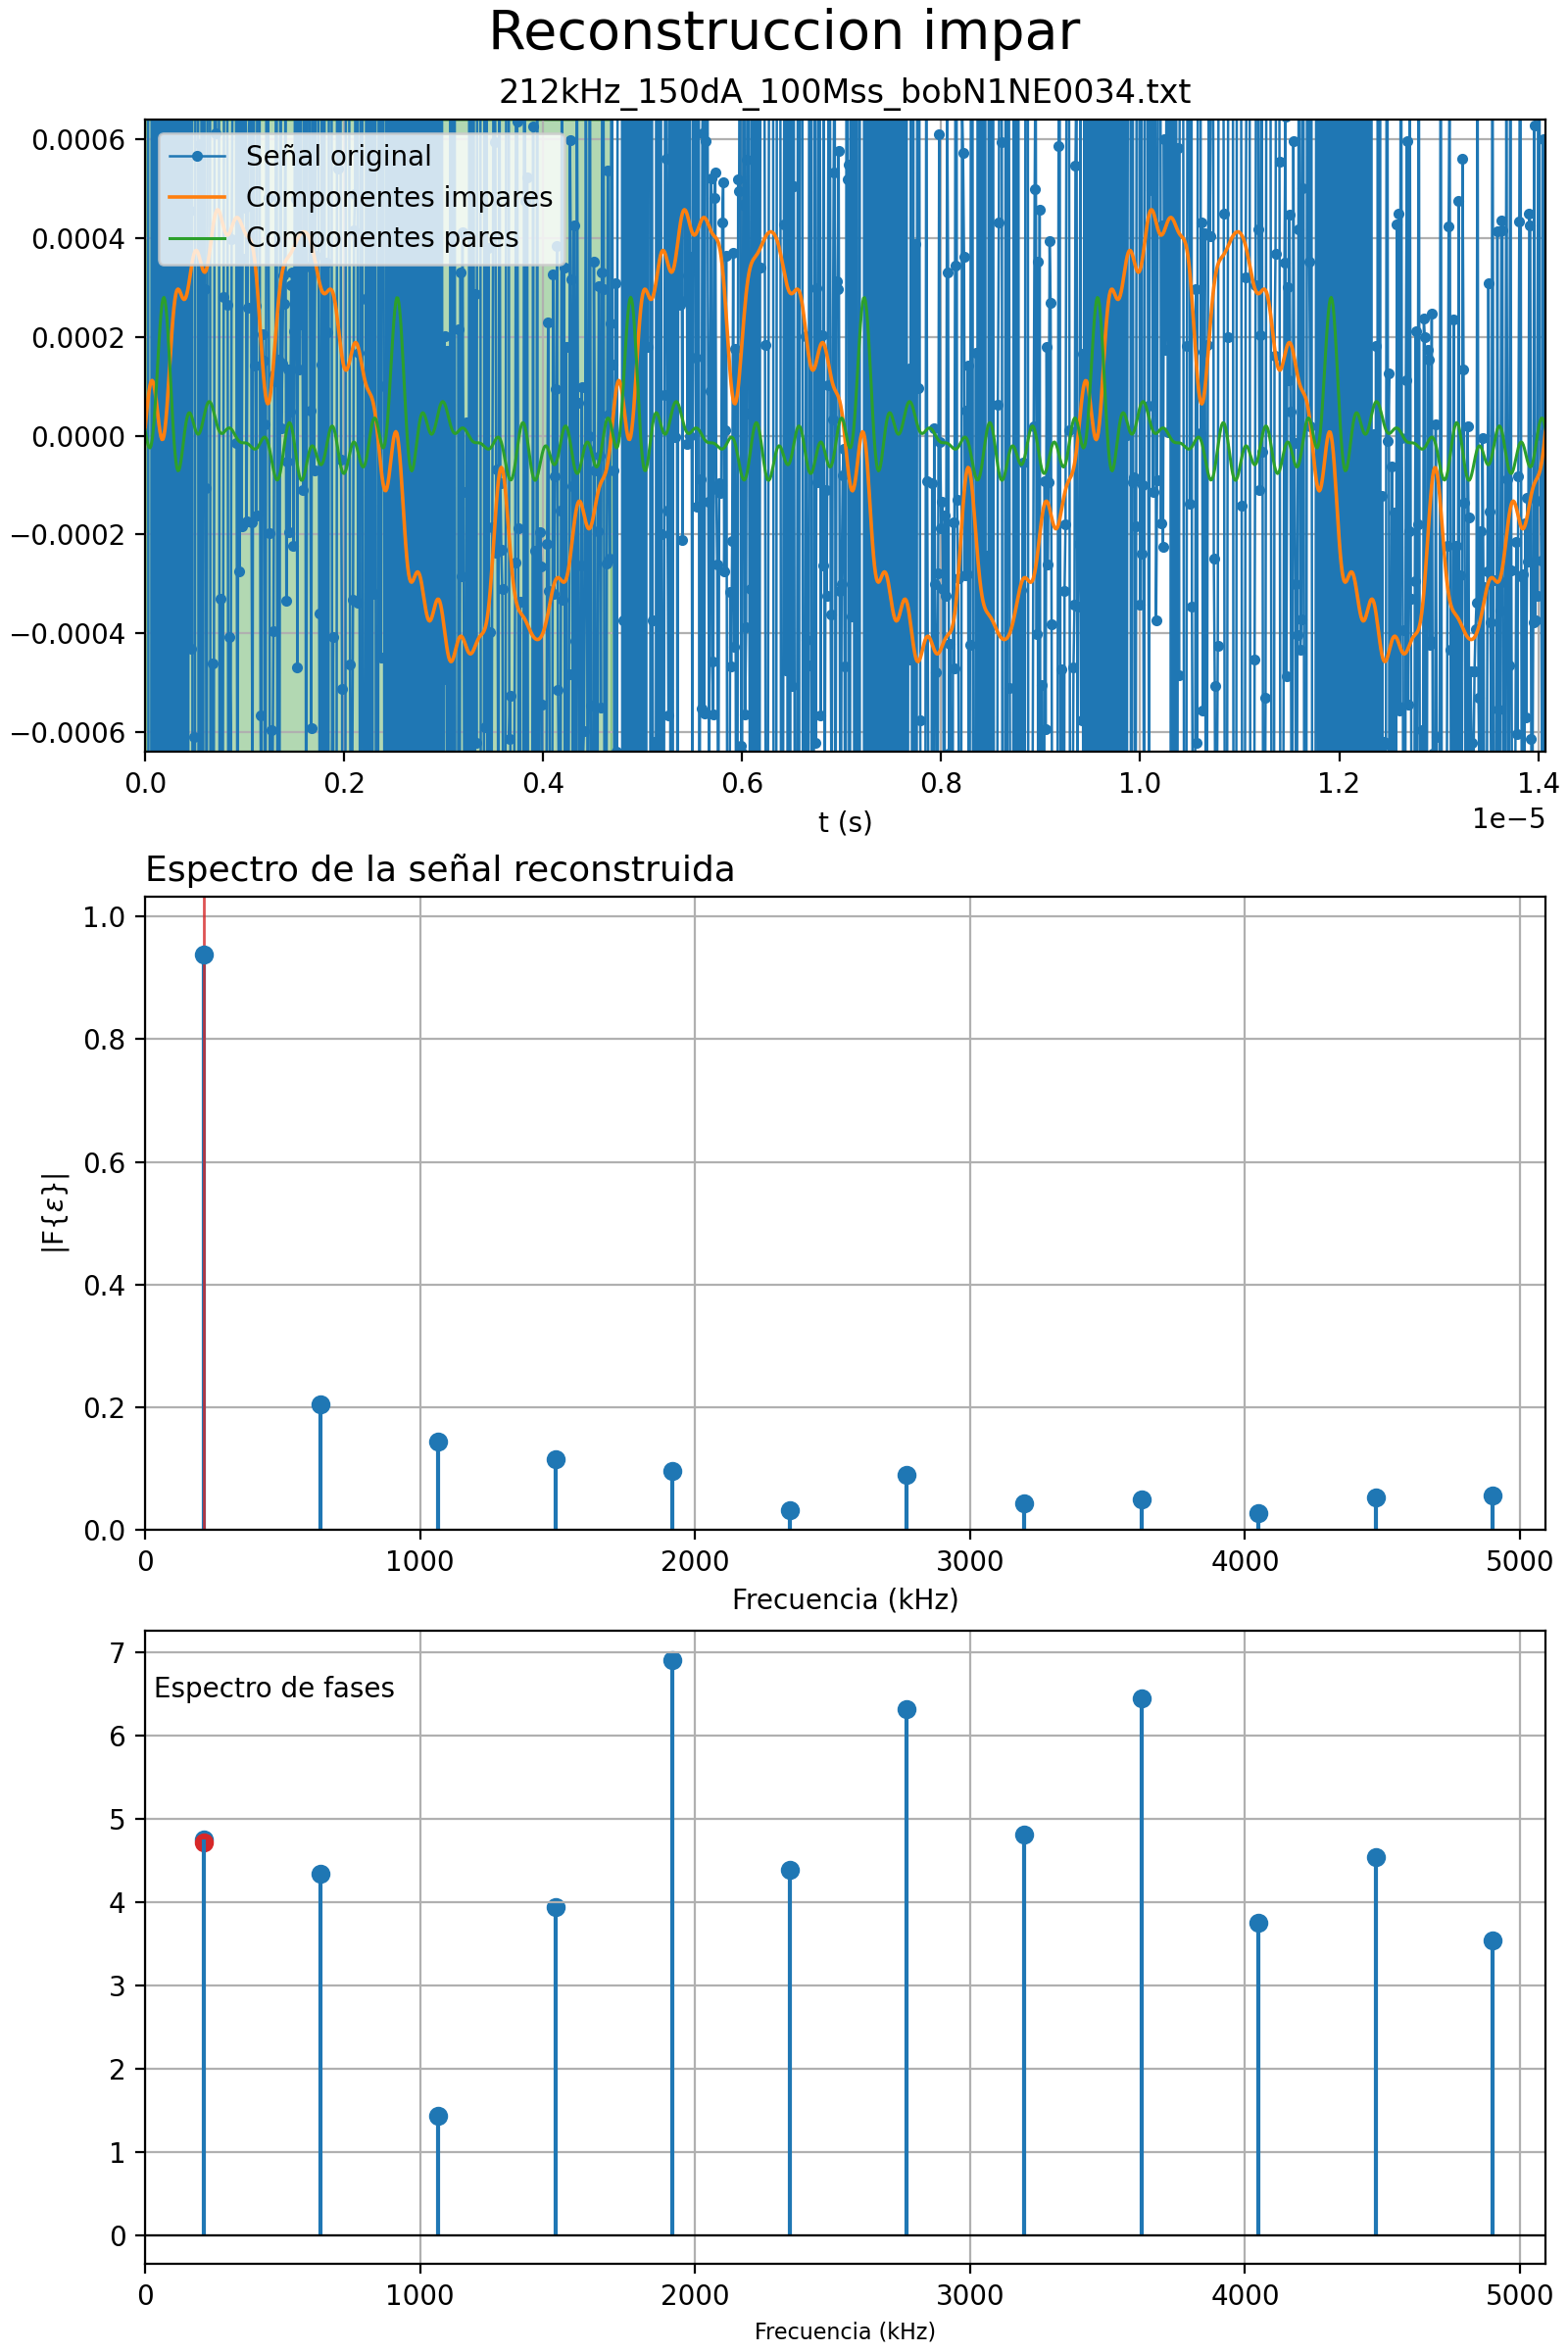 Reconstruccion impar
212kHz_150dA_100Mss_bobN1NE0034.txt
0.0006
0.0004
0.0002
0.0000
−0.0002
−0.0004
−0.0006
Señal original
Componentes impares
Componentes pares
0.0 0.2 0.4 0.6 0.8 1.0 1.2 1.4
1e−5
t (s)
Espectro de la señal reconstruida
1.0
0.8
0.6
0.4
0.2
0.0
|F{ε}|
0 1000 2000 3000 4000 5000
Frecuencia (kHz)
7
6
5
4
3
2
1
0
Espectro de fases
0 1000 2000 3000 4000 5000
Frecuencia (kHz)